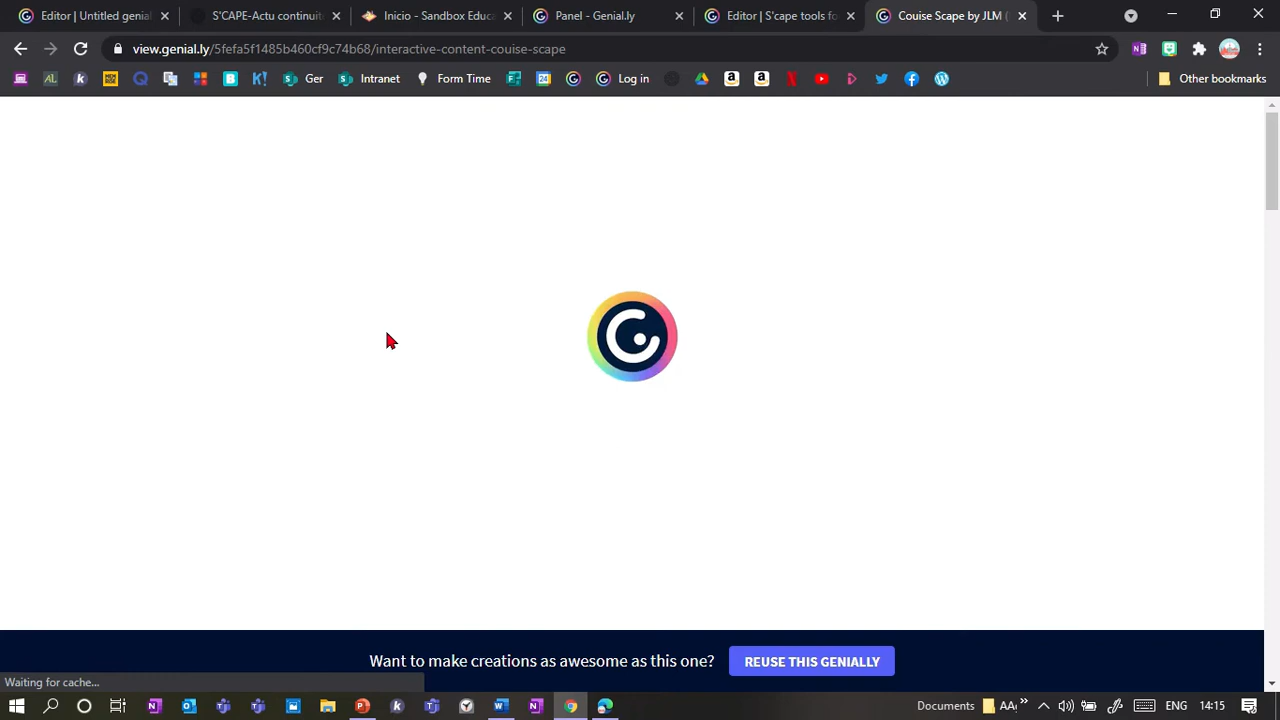 Editor | Untitled genial
S'CAPE-Actu continuit
Inicio - Sandbox Educa
Panel - Genial.ly
Editor | S'cape tools fo
Couise Scape by JLM (
view.genial.ly/5fefa5f1485b460cf9c74b68/interactive-content-couise-scape
Ger
Intranet
Form Time
Log in
Other bookmarks
Want to make creations as awesome as this one?
REUSE THIS GENIALLY
Waiting for cache...
Documents
ENG
14:15